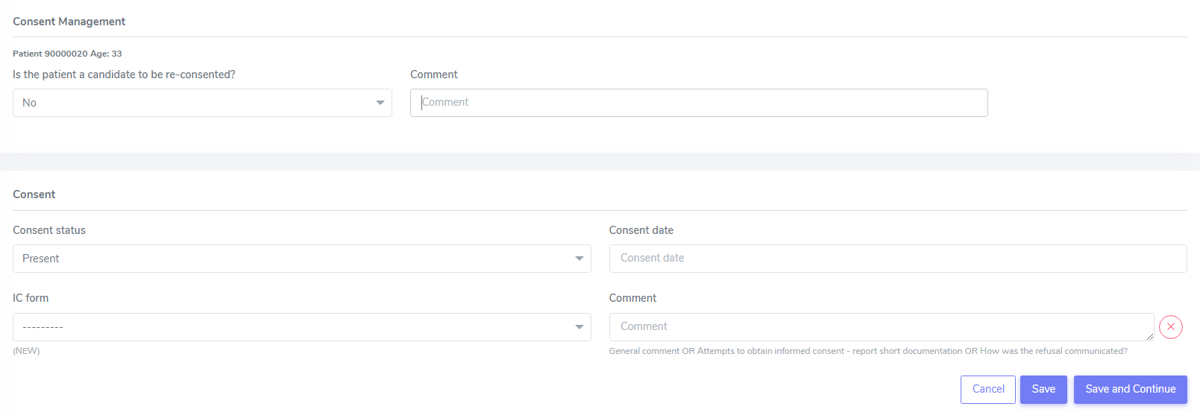 Consent Management
Patient 90000020 Age: 33
Is the patient a candidate to be re-consented?
Comment
No
Comment
Consent
Consent status
Consent date
Present
Consent date
IC form
Comment
---------
Comment
(NEW)
General comment OR Attempts to obtain informed consent - report short documentation OR How was the refusal communicated?
Cancel
Save
Save and Continue